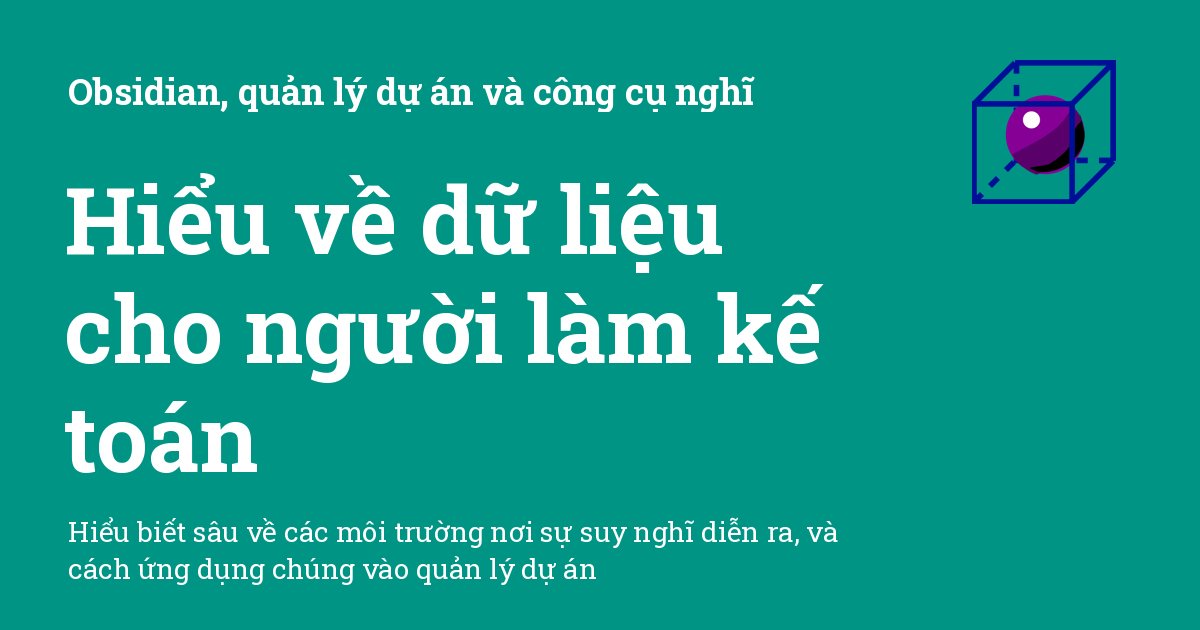 Obsidian, quản lý dự án và công cụ nghĩ
Hiểu về dữ liệu
cho người làm kế
toán
Hiểu biết sâu về các môi trường nơi sự suy nghĩ diễn ra, và
cách ứng dụng chúng vào quản lý dự án